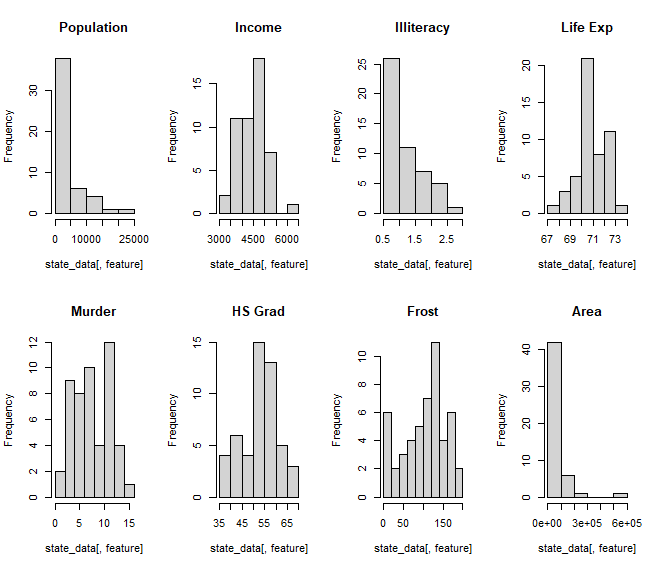 Population
Frequency
0 10 20 30
0 10000 25000
state_data[, feature]
Income
Frequency
0 5 10 15
3000 4500 6000
state_data[, feature]
Illiteracy
Frequency
0 5 10 15 20 25
0.5 1.5 2.5
state_data[, feature]
Life Exp
Frequency
0 5 10 15 20
67 69 71 73
state_data[, feature]
Murder
Frequency
0 2 4 6 8 10 12
0 5 10 15
state_data[, feature]
HS Grad
Frequency
0 5 10 15
35 45 55 65
state_data[, feature]
Frost
Frequency
0 2 4 6 8 10
0 50 150
state_data[, feature]
Area
Frequency
0 10 20 30 40
0e+00 3e+05 6e+05
state_data[, feature]